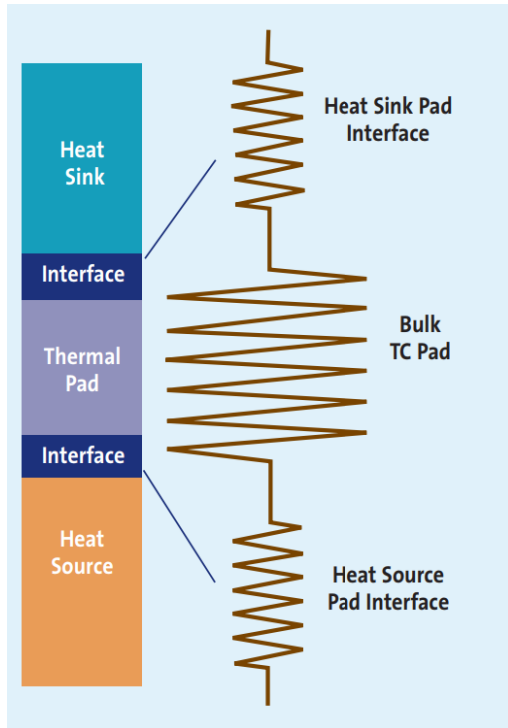 Heat
Sink
Interface
Thermal
Pad
Interface
Heat
Source
Heat Sink Pad
Interface
Bulk
TC Pad
Heat Source
Pad Interface